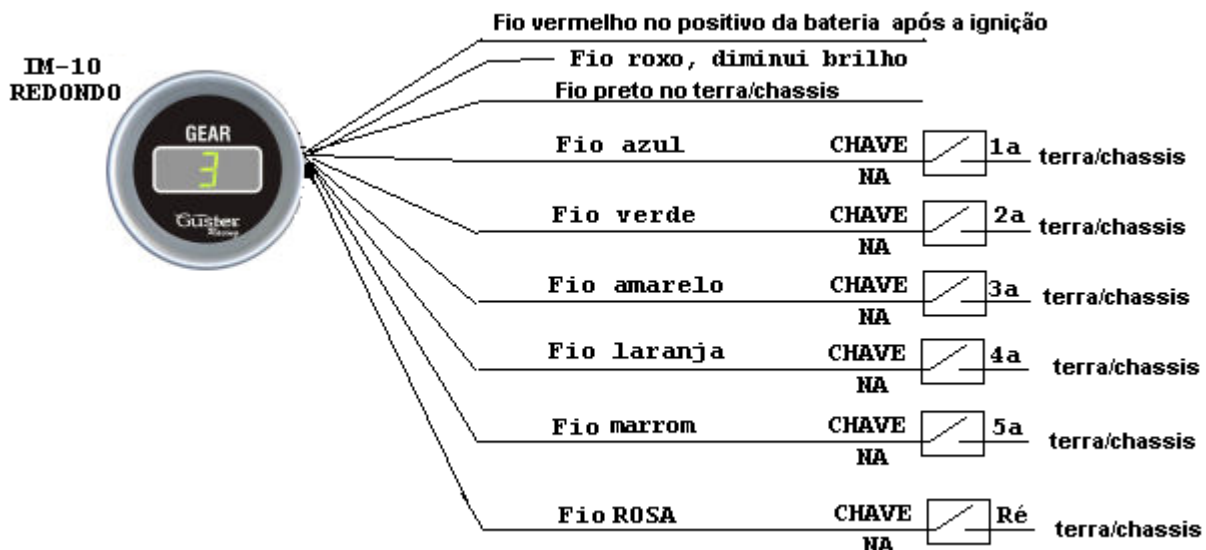 Fio vermelho no positivo da bateria após a ignição
IM-10
REDONDO
Fio roxo, diminui brilho
Fio preto no terra/chassis
GEAR
3
Guster
Fio azul CHAVE NA 1a terra/chassis
Fio verde CHAVE NA 2a terra/chassis
Fio amarelo CHAVE NA 3a terra/chassis
Fio laranja CHAVE NA 4a terra/chassis
Fio marrom CHAVE NA 5a terra/chassis
Fio ROSA CHAVE NA Ré terra/chassis